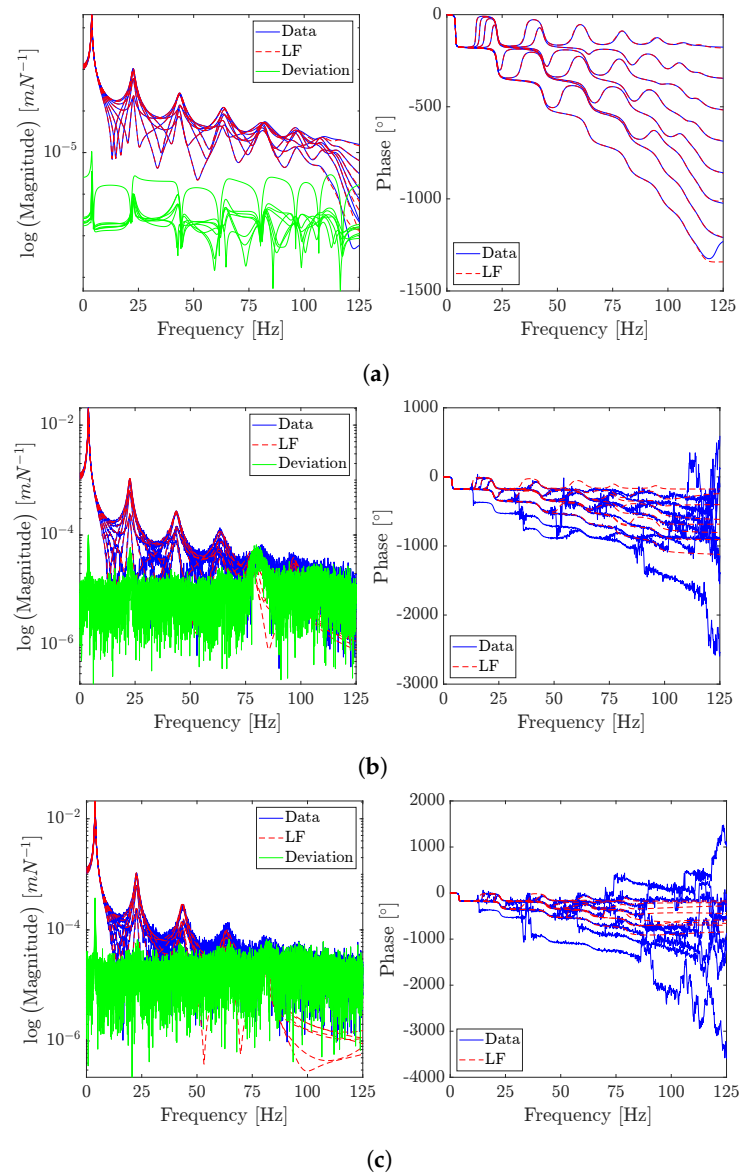 log (Magnitude) [mN⁻¹]
10⁻⁵
Data
LF
Deviation
0 25 50 75 100 125
Frequency [Hz]
Phase [°]
0
-500
-1000
-1500
Data
LF
0 25 50 75 100 125
Frequency [Hz]
(a)
log (Magnitude) [mN⁻¹]
10⁻²
10⁻⁴
10⁻⁶
Data
LF
Deviation
0 25 50 75 100 125
Frequency [Hz]
Phase [°]
1000
0
-1000
-2000
-3000
Data
LF
0 25 50 75 100 125
Frequency [Hz]
(b)
log (Magnitude) [mN⁻¹]
10⁻²
10⁻⁴
10⁻⁶
Data
LF
Deviation
0 25 50 75 100 125
Frequency [Hz]
Phase [°]
2000
1000
0
-1000
-2000
-3000
-4000
Data
LF
0 25 50 75 100 125
Frequency [Hz]
(c)